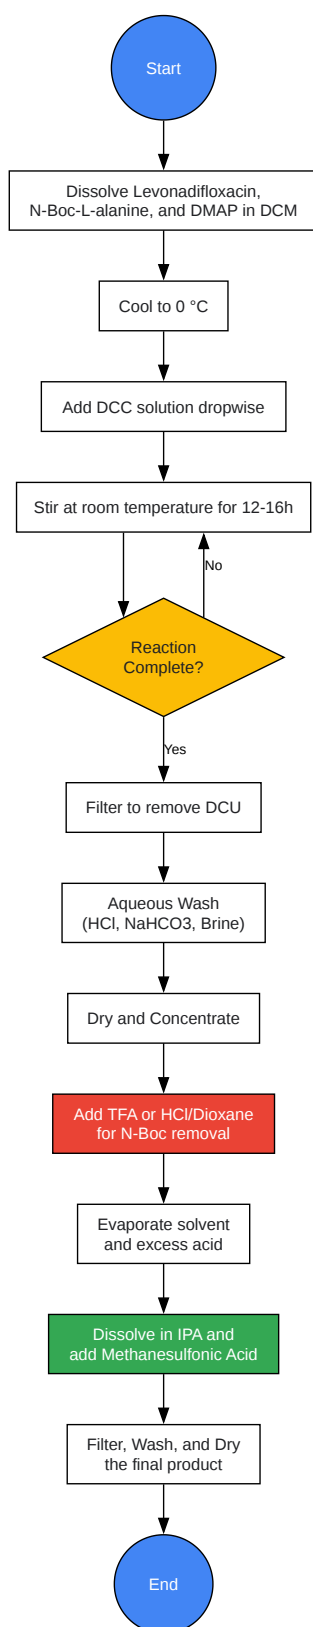 Start
Dissolve Levonadifloxacin,
N-Boc-L-alanine, and DMAP in DCM
Cool to 0 °C
Add DCC solution dropwise
Stir at room temperature for 12-16h
No
Reaction
Complete?
Yes
Filter to remove DCU
Aqueous Wash
(HCl, NaHCO3, Brine)
Dry and Concentrate
Add TFA or HCl/Dioxane
for N-Boc removal
Evaporate solvent
and excess acid
Dissolve in IPA and
add Methanesulfonic Acid
Filter, Wash, and Dry
the final product
End